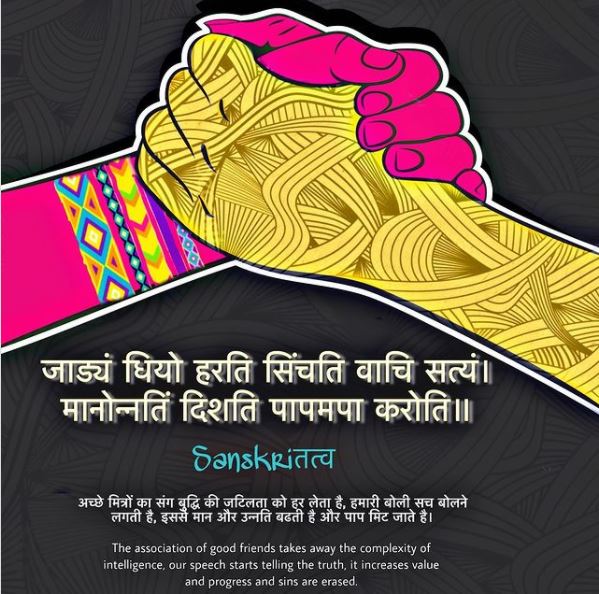 जाड्यं धियो हरति सिंचति वाचि सत्यं।
मानोन्नतिं दिशति पापमपा करोति॥
Sanskriतत्व
अच्छे मित्रों का संग बुद्धि की जटिलता को हर लेता है, हमारी बोली सच बोलने
लगती है, इससे मान और उन्नति बढती है और पाप मिट जाते है।
The association of good friends takes away the complexity of
intelligence, our speech starts telling the truth, it increases value
and progress and sins are erased.